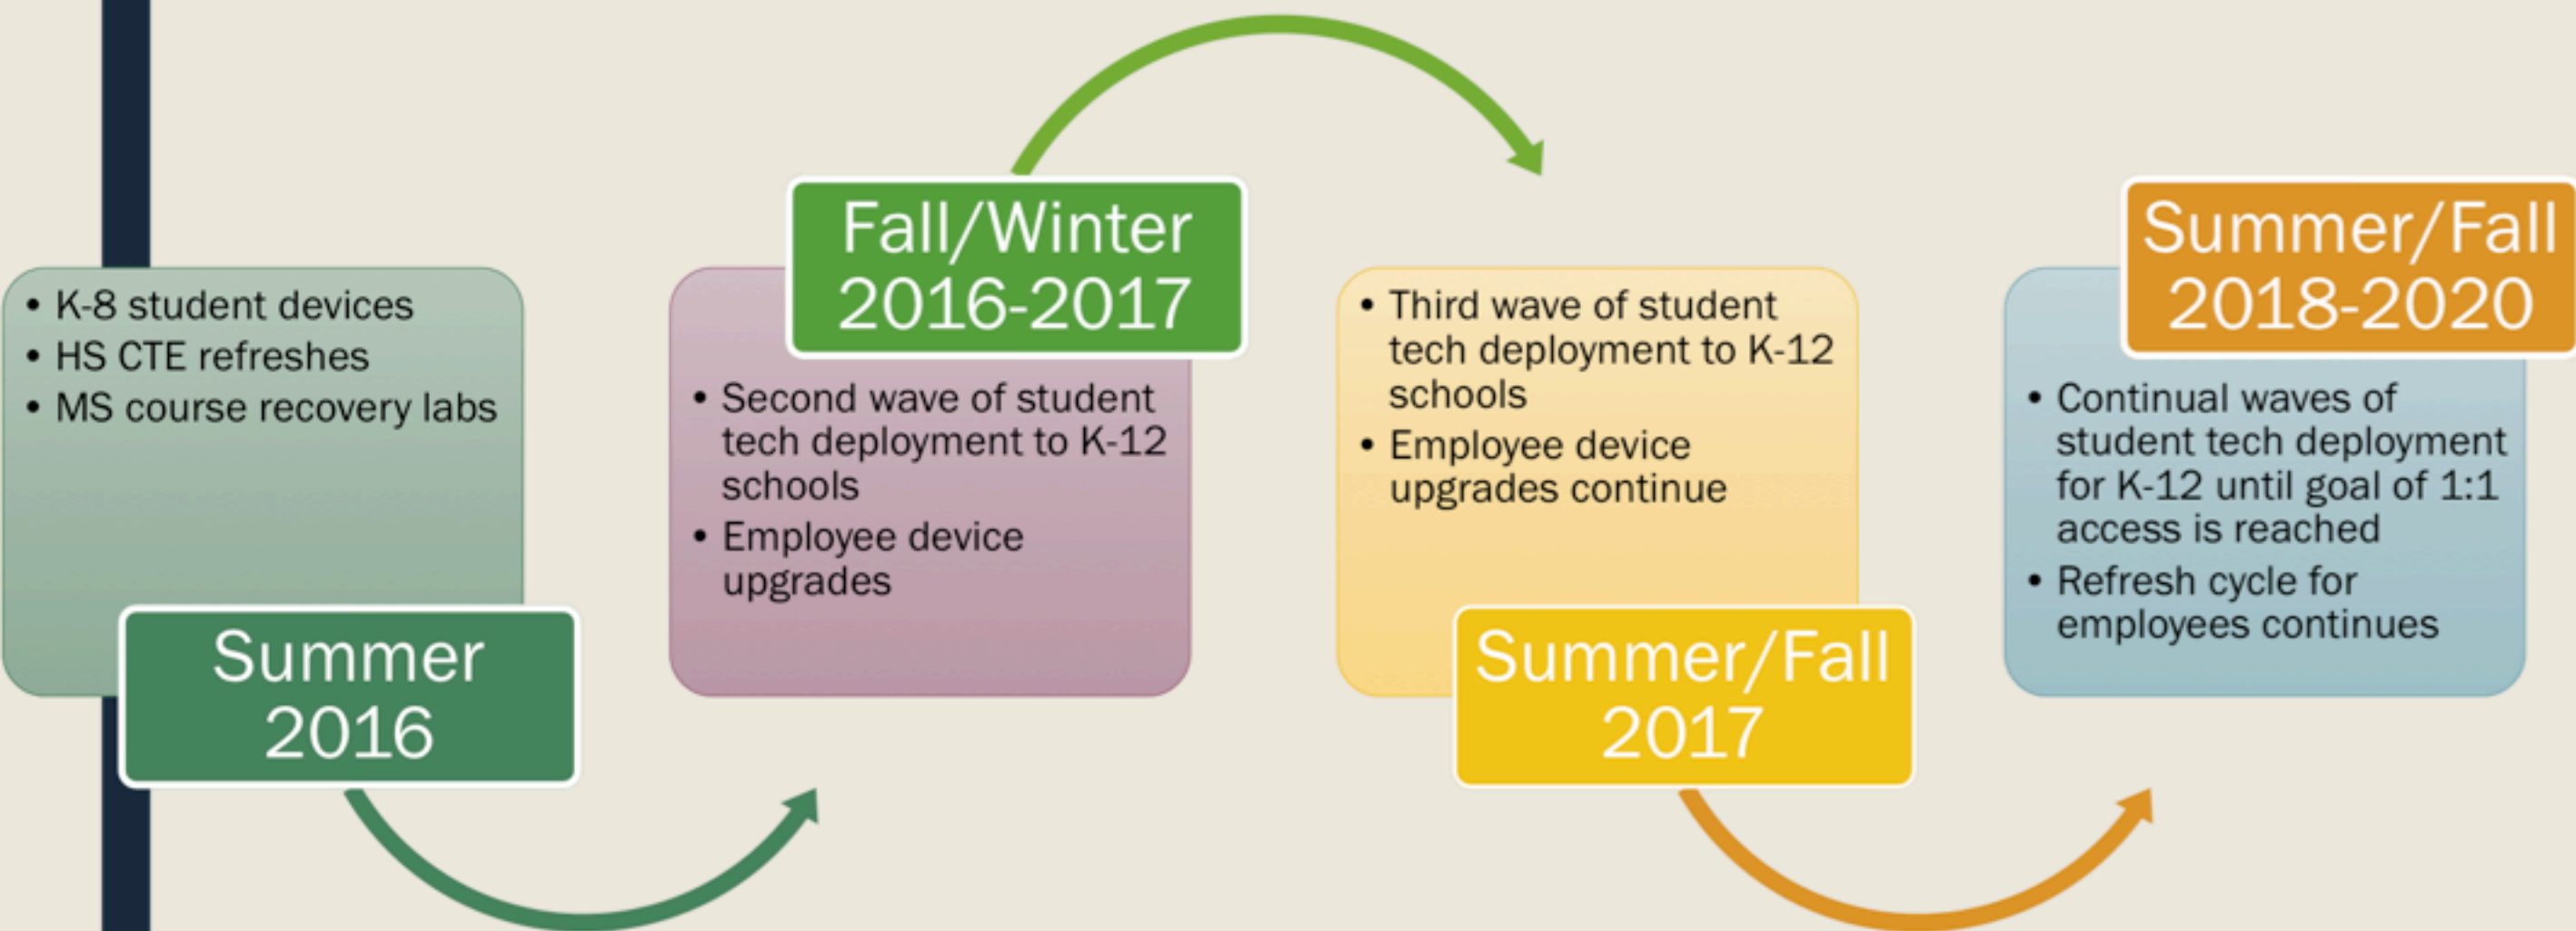 • K-8 student devices
• HS CTE refreshes
• MS course recovery labs
Summer
2016
Fall/Winter
2016-2017
• Second wave of student
tech deployment to K-12
schools
• Employee device
upgrades
• Third wave of student
tech deployment to K-12
schools
• Employee device
upgrades continue
Summer/Fall
2017
Summer/Fall
2018-2020
• Continual waves of
student tech deployment
for K-12 until goal of 1:1
access is reached
• Refresh cycle for
employees continues